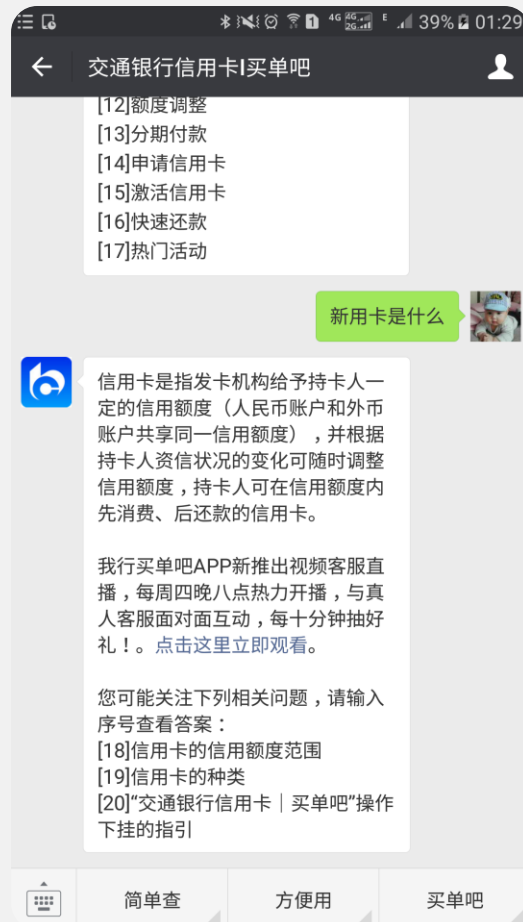 4G 4G 2G E 39% 01:29
交通银行信用卡|买单吧
[12]额度调整
[13]分期付款
[14]申请信用卡
[15]激活信用卡
[16]快速还款
[17]热门活动
新用卡是什么
信用卡是指发卡机构给予持卡人一
定的信用额度（人民币账户和外币
账户共享同一信用额度），并根据
持卡人资信状况的变化可随时调整
信用额度，持卡人可在信用额度内
先消费、后还款的信用卡。
我行买单吧APP新推出视频客服直
播，每周四晚八点热力开播，与真
人客服面对面互动，每十分钟抽好
礼！。点击这里立即观看。
您可能关注下列相关问题，请输入
序号查看答案：
[18]信用卡的信用额度范围
[19]信用卡的种类
[20]“交通银行信用卡｜买单吧”操作
下挂的指引
简单查 方便用 买单吧